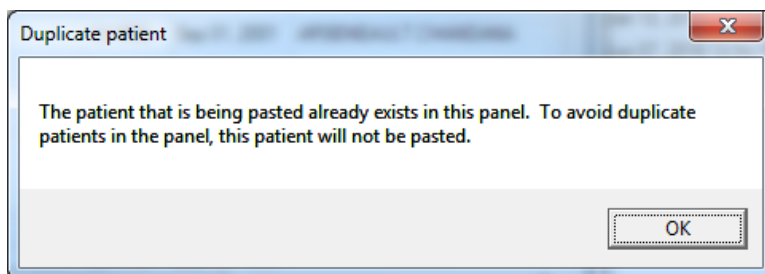 Duplicate patient
The patient that is being pasted already exists in this panel.  To avoid duplicate
patients in the panel, this patient will not be pasted.
OK